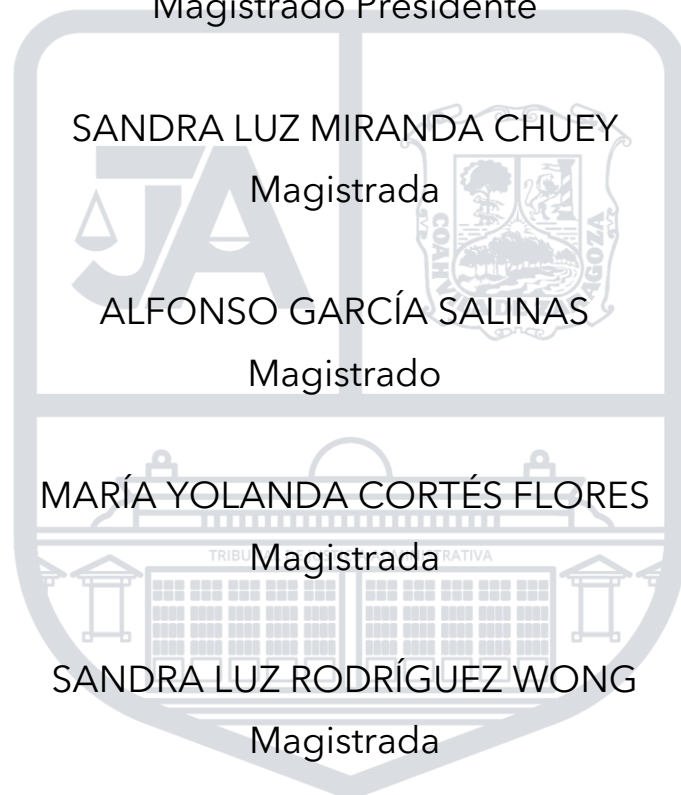 Magistrado Presidente
SANDRA LUZ MIRANDA CHUEY
Magistrada
ALFONSO GARCÍA SALINAS
Magistrado
MARÍA YOLANDA CORTÉS FLORES
Magistrada
SANDRA LUZ RODRÍGUEZ WONG
Magistrada